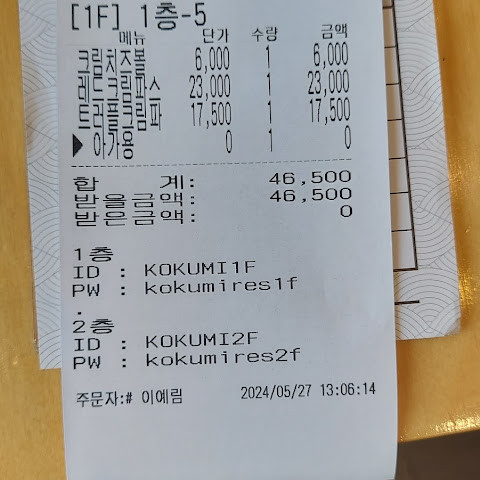 [1F] 1층-5
메뉴 단가 수량 금액
크림치즈볼 6,000 1 6,000
레드크림파스 23,000 1 23,000
트러플크림파 17,500 1 17,500
▶ 아가용 0 1 0
합 계: 46,500
받을금액: 46,500
받은금액: 0
1층
ID : KOKUMI1F
PW : kokumires1f
.
2층
ID : KOKUMI2F
PW : kokumires2f
주문자:# 이예림 2024/05/27 13:06:14